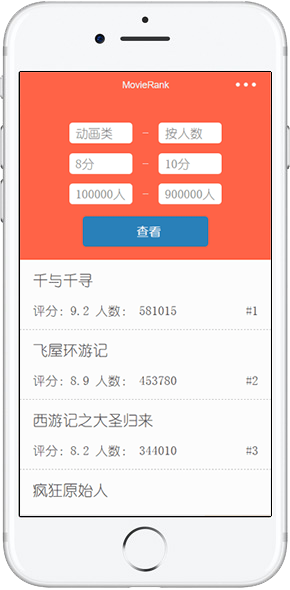 MovieRank
动画类 - 按人数
8分 - 10分
100000人 - 900000人
查看
千与千寻
评分: 9.2 人数: 581015 #1
飞屋环游记
评分: 8.9 人数: 453780 #2
西游记之大圣归来
评分: 8.2 人数: 344010 #3
疯狂原始人